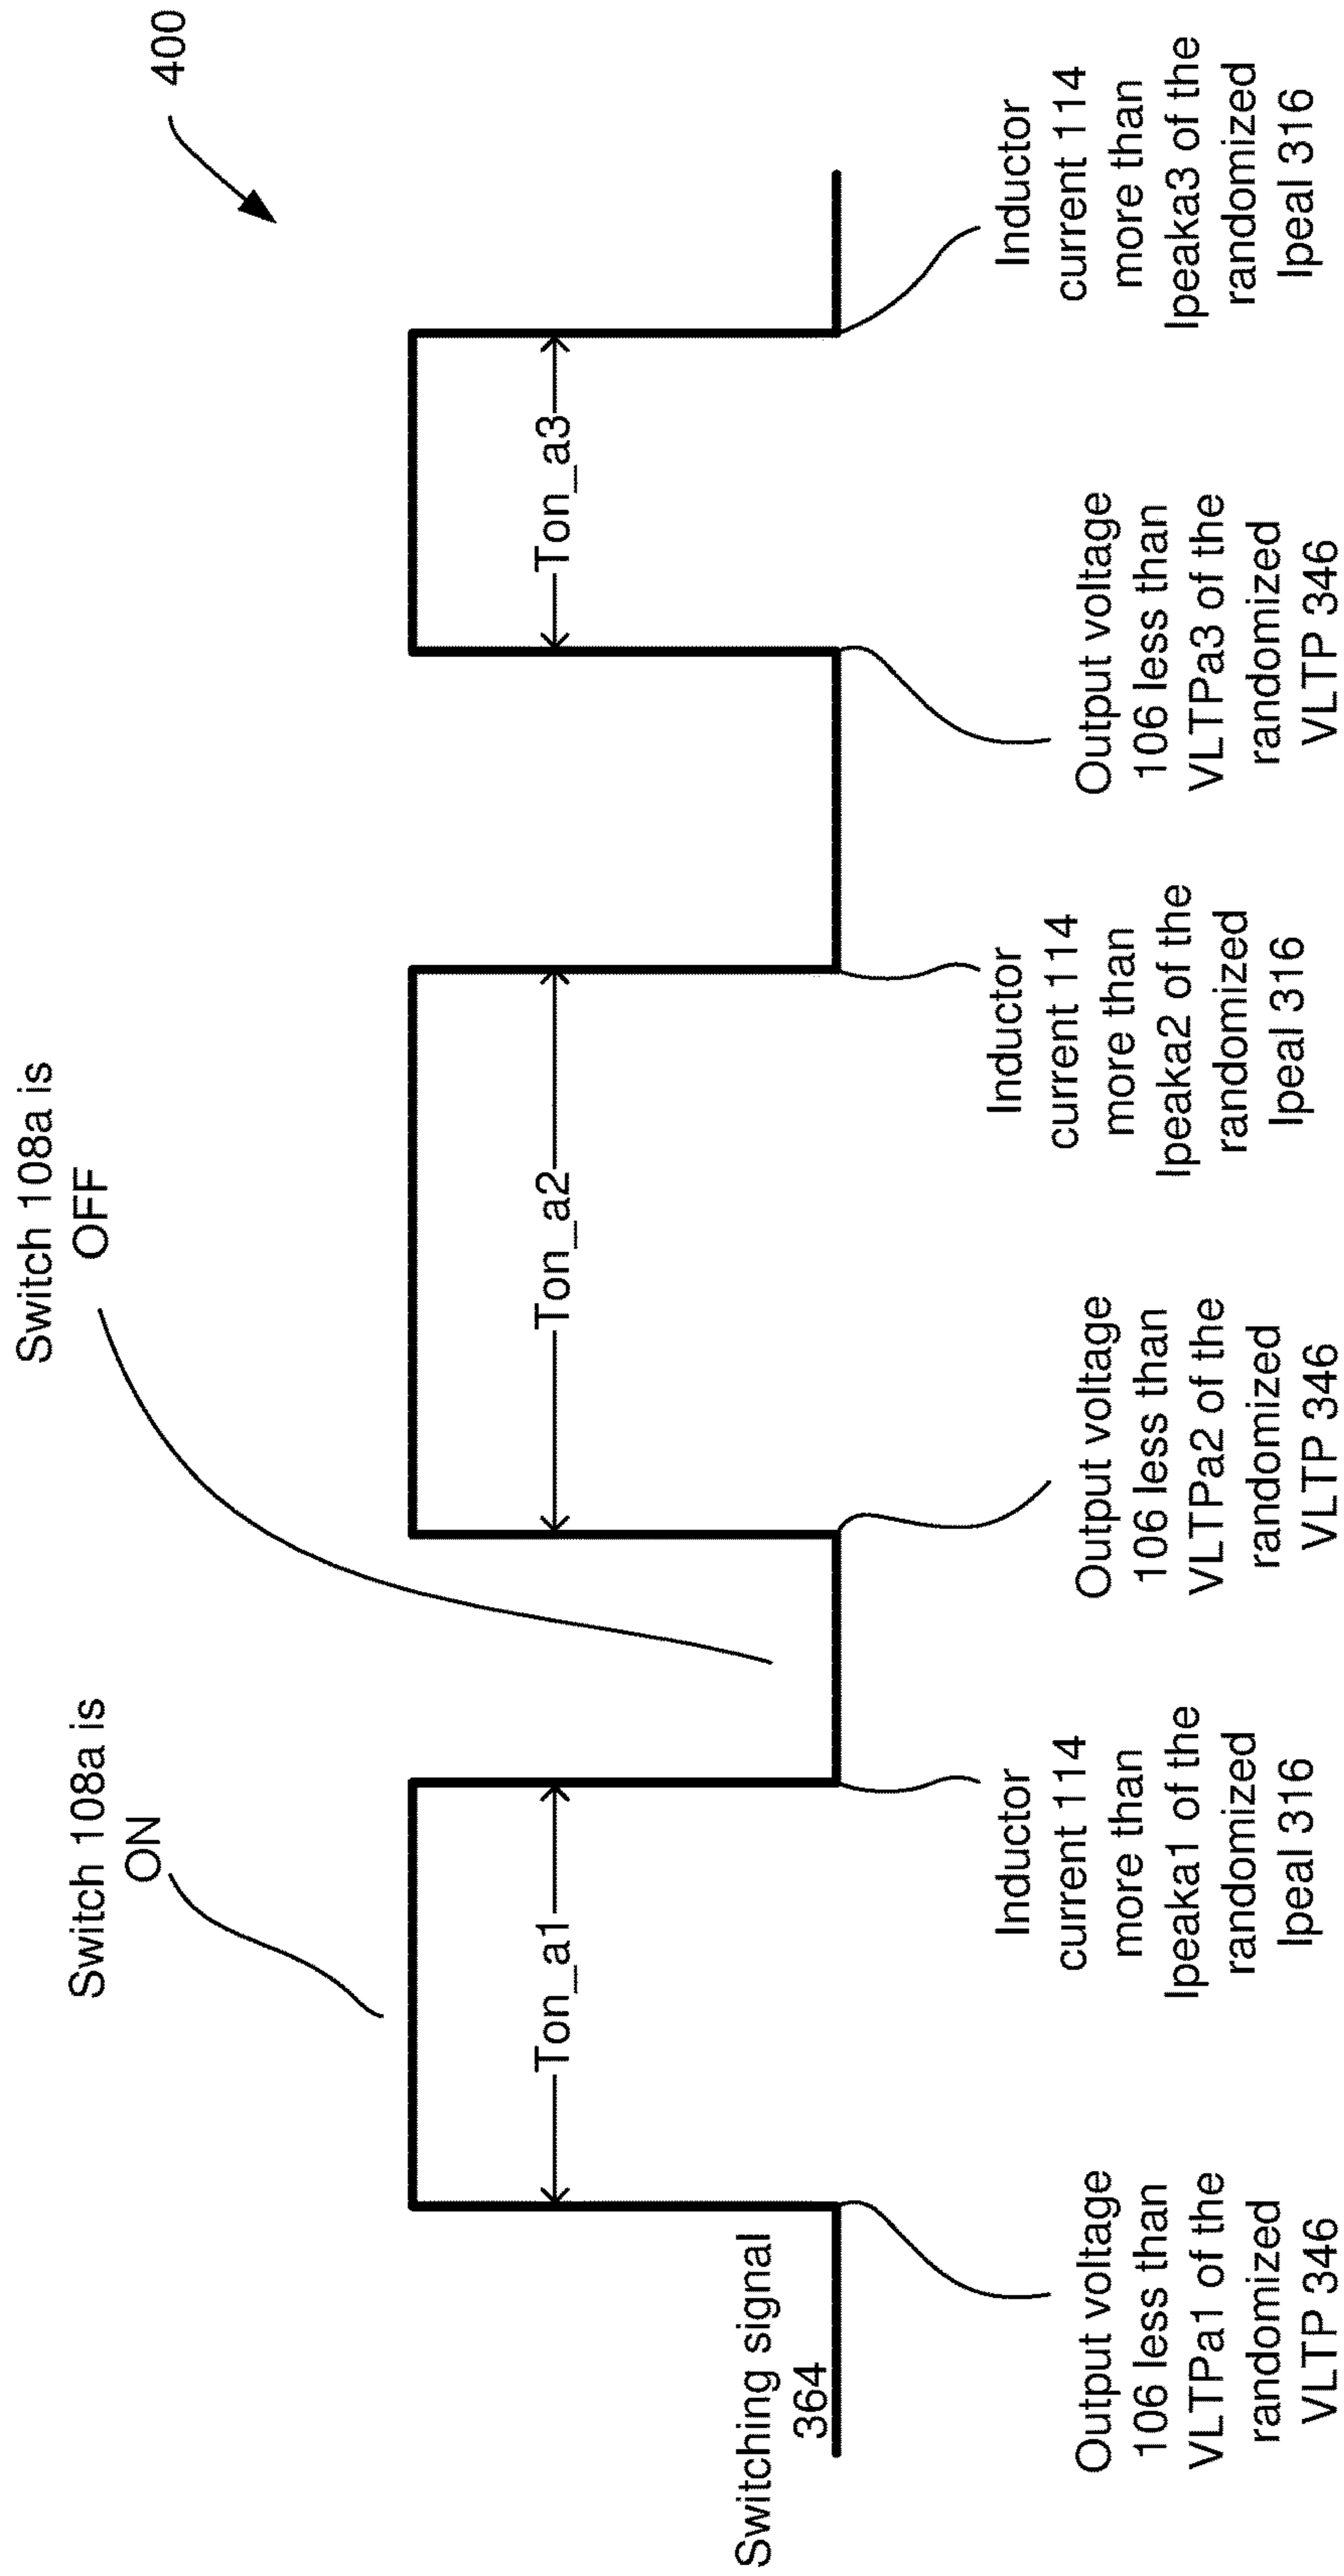 400
Switch 108a is
ON
Switch 108a is
OFF
Ton_a1
Ton_a2
Ton_a3
Switching signal
364
Output voltage
106 less than
VLTPa1 of the
randomized
VLTP 346
Inductor
current 114
more than
Ipeaka1 of the
randomized
Ipeal 316
Output voltage
106 less than
VLTPa2 of the
randomized
VLTP 346
Inductor
current 114
more than
Ipeaka2 of the
randomized
Ipeal 316
Output voltage
106 less than
VLTPa3 of the
randomized
VLTP 346
Inductor
current 114
more than
Ipeaka3 of the
randomized
Ipeal 316